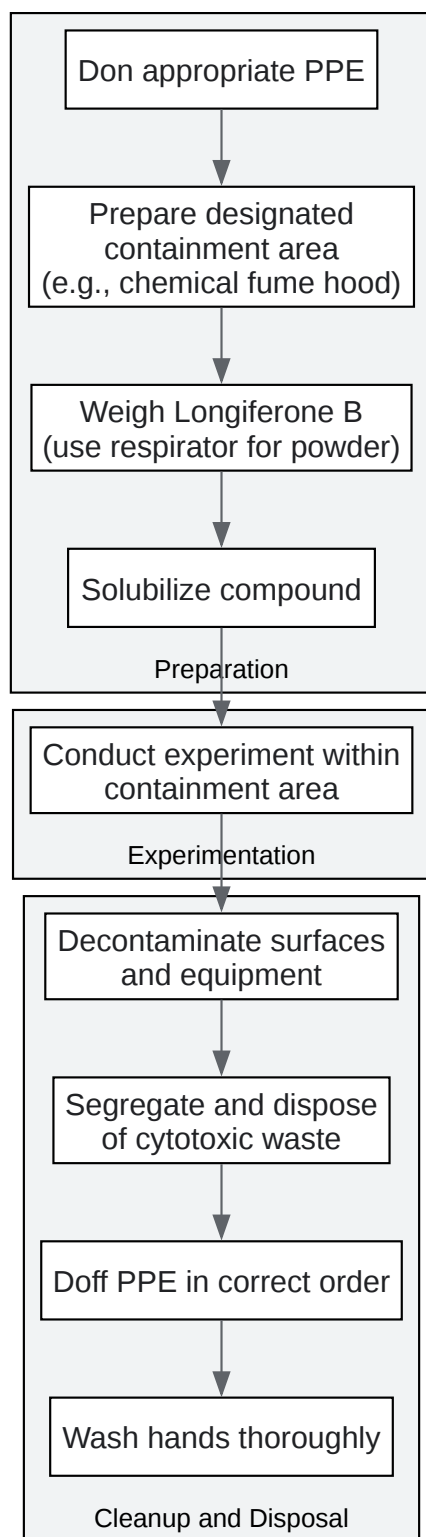 Don appropriate PPE
Prepare designated
containment area
(e.g., chemical fume hood)
Weigh Longiferone B
(use respirator for powder)
Solubilize compound
Preparation
Conduct experiment within
containment area
Experimentation
Decontaminate surfaces
and equipment
Segregate and dispose
of cytotoxic waste
Doff PPE in correct order
Wash hands thoroughly
Cleanup and Disposal